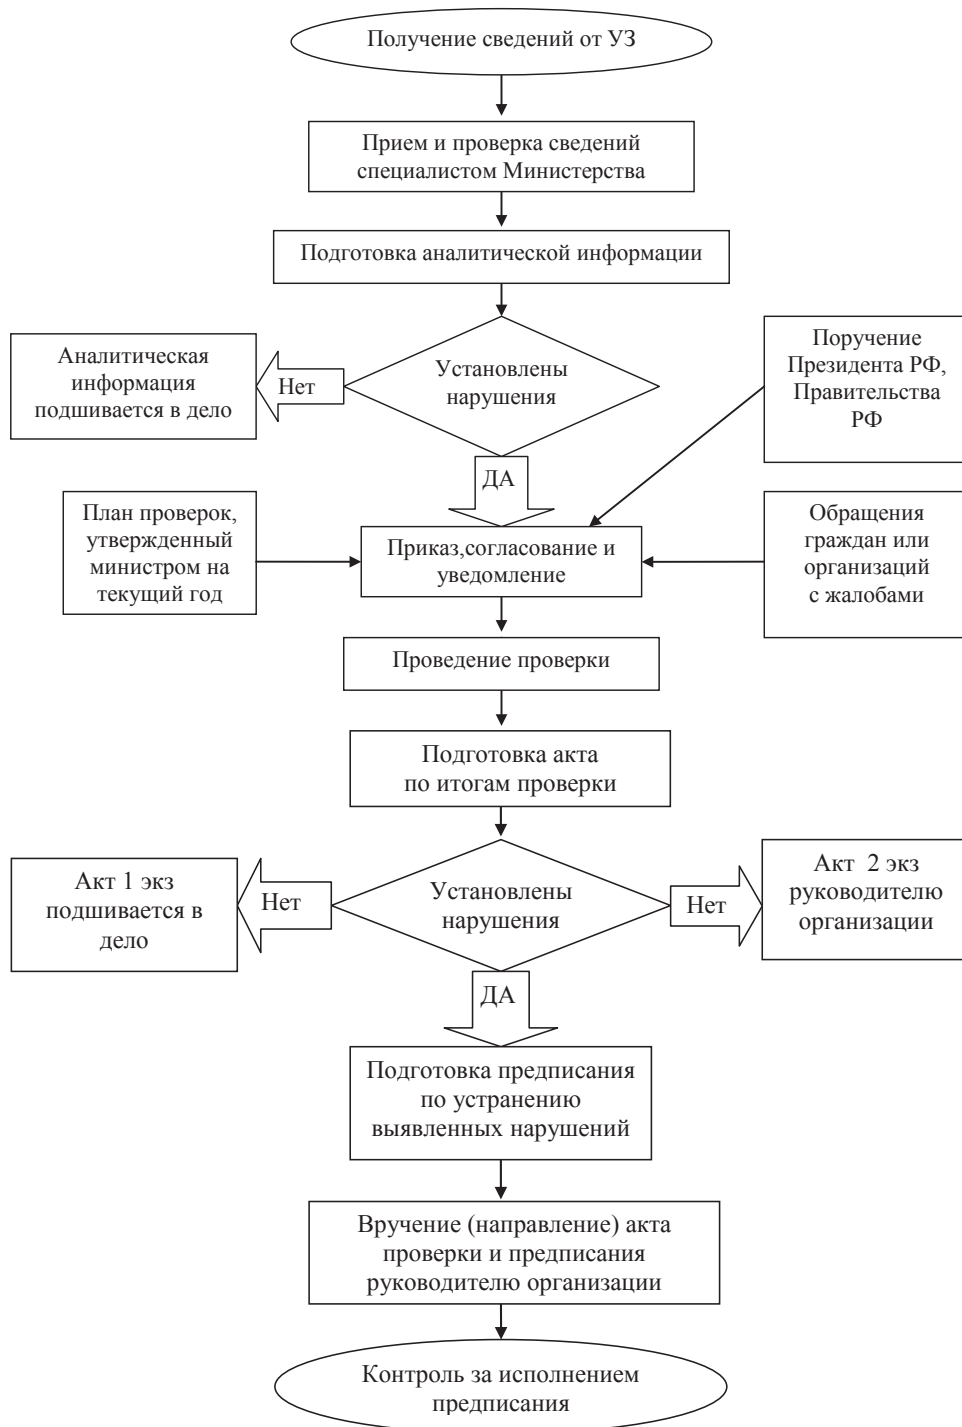 Получение сведений от УЗ
Прием и проверка сведений
специалистом Министерства
Подготовка аналитической информации
Аналитическая
информация
подшивается в дело
Нет
Установлены
нарушения
Поручение
Президента РФ,
Правительства
РФ
ДА
План проверок,
утвержденный
министром на
текущий год
Приказ,согласование и
уведомление
Обращения
граждан или
организаций
с жалобами
Проведение проверки
Подготовка акта
по итогам проверки
Акт 1 экз
подшивается в
дело
Нет
Установлены
нарушения
Нет
Акт 2 экз
руководителю
организации
ДА
Подготовка предписания
по устранению
выявленных нарушений
Вручение (направление) акта
проверки и предписания
руководителю организации
Контроль за исполнением
предписания